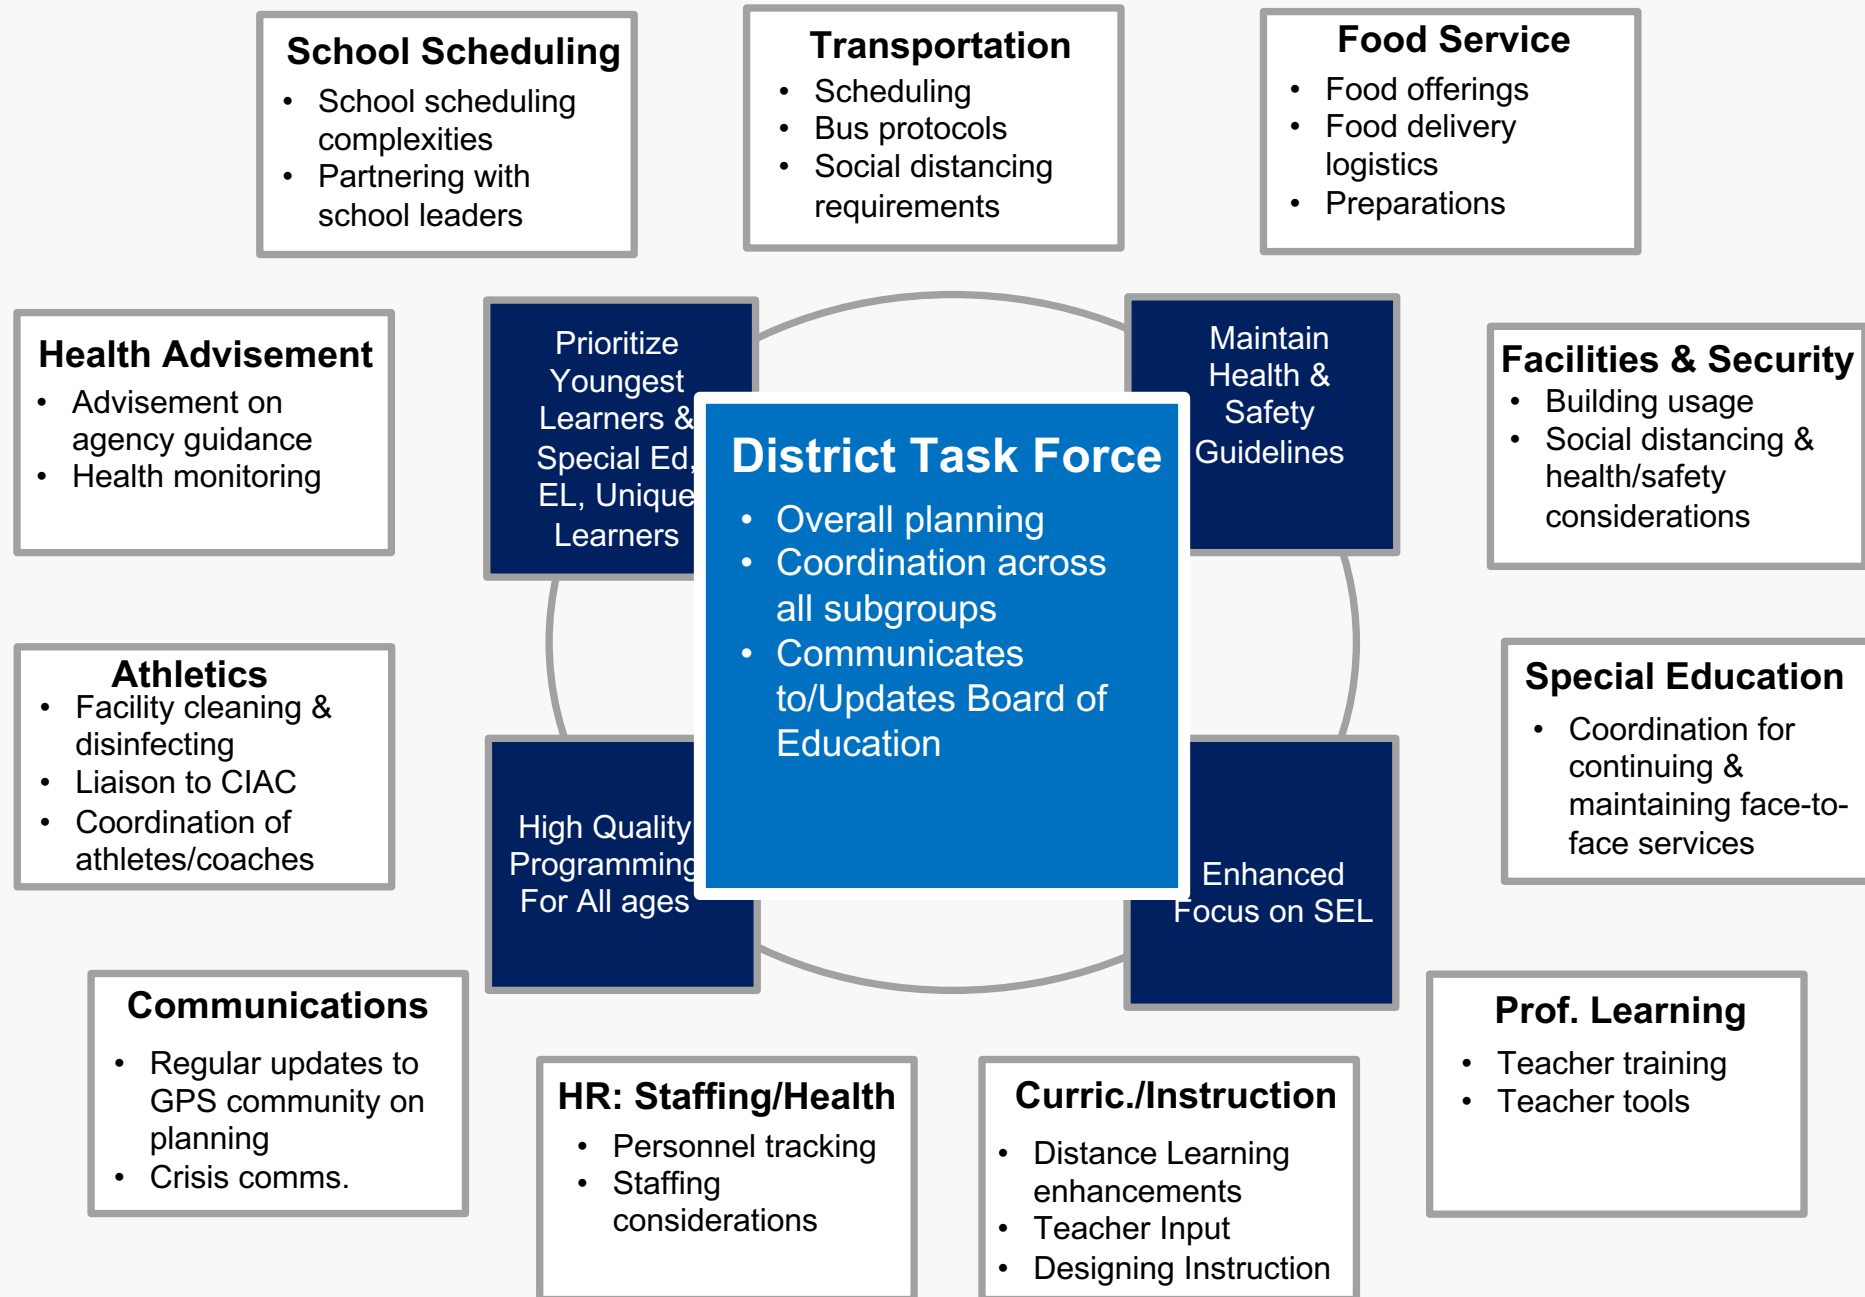 School Scheduling
• School scheduling
complexities
• Partnering with
school leaders
Transportation
• Scheduling
• Bus protocols
• Social distancing
requirements
Food Service
• Food offerings
• Food delivery
logistics
• Preparations
Health Advisement
• Advisement on
agency guidance
• Health monitoring
Prioritize
Youngest
Learners &
Special Ed,
EL, Unique
Learners
Maintain
Health &
Safety
Guidelines
Facilities & Security
• Building usage
• Social distancing &
health/safety
considerations
District Task Force
• Overall planning
• Coordination across
all subgroups
• Communicates
to/Updates Board of
Education
Athletics
• Facility cleaning &
disinfecting
• Liaison to CIAC
• Coordination of
athletes/coaches
Special Education
• Coordination for
continuing &
maintaining face-to-
face services
High Quality
Programming
For All ages
Enhanced
Focus on SEL
Communications
• Regular updates to
GPS community on
planning
• Crisis comms.
HR: Staffing/Health
• Personnel tracking
• Staffing
considerations
Curric./Instruction
• Distance Learning
enhancements
• Teacher Input
• Designing Instruction
Prof. Learning
• Teacher training
• Teacher tools